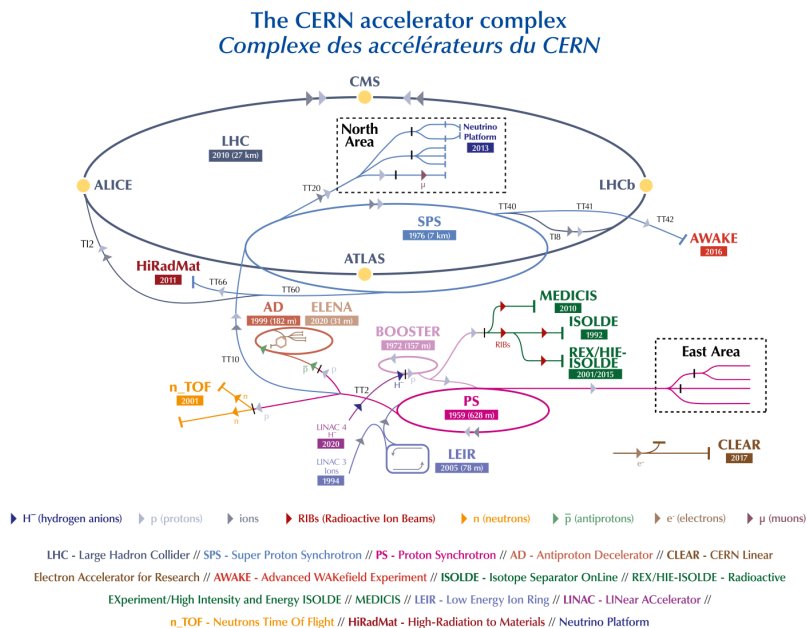 The CERN accelerator complex
Complexe des accélérateurs du CERN
CMS
LHC
2010 (27 km)
North
Area
Neutrino
Platform
2013
μ
ALICE
LHCb
TT20
TT40
TT41
TT42
SPS
1976 (7 km)
TI8
TI2
AWAKE
2016
ATLAS
HiRadMat
2011
TT66
TT60
AD
1999 (182 m)
ELENA
2020 (31 m)
MEDICIS
2010
BOOSTER
1972 (157 m)
ISOLDE
1992
RIBs
REX/HIE-
ISOLDE
2001/2015
East Area
TT10
p̅
p
H⁻
p
n_TOF
2001
n
n
p
TT2
PS
1959 (628 m)
LINAC 4
H⁻
2020
LINAC 3
Ions
1994
LEIR
2005 (78 m)
CLEAR
2017
e⁻
H⁻ (hydrogen anions) p (protons) ions RIBs (Radioactive Ion Beams) n (neutrons) p̅ (antiprotons) e⁻ (electrons) μ (muons)
LHC - Large Hadron Collider // SPS - Super Proton Synchrotron // PS - Proton Synchrotron // AD - Antiproton Decelerator // CLEAR - CERN Linear
Electron Accelerator for Research // AWAKE - Advanced WAKefield Experiment // ISOLDE - Isotope Separator OnLine // REX/HIE-ISOLDE - Radioactive
EXperiment/High Intensity and Energy ISOLDE // MEDICIS // LEIR - Low Energy Ion Ring // LINAC - LINear ACcelerator //
n_TOF - Neutrons Time Of Flight // HiRadMat - High-Radiation to Materials // Neutrino Platform